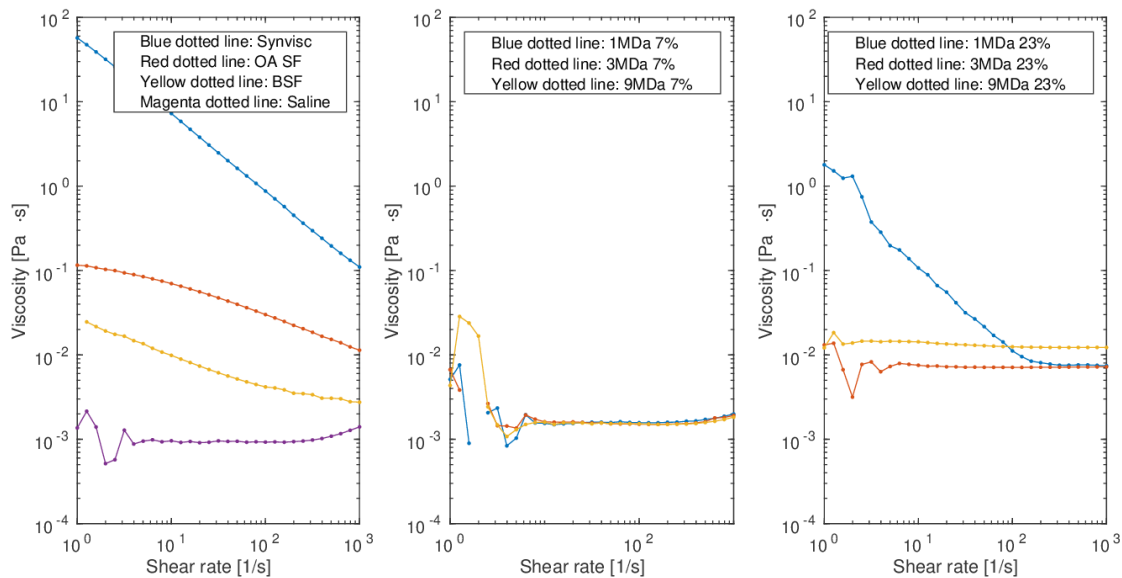 10^2
10^1
10^0
10^-1
10^-2
10^-3
10^-4
Viscosity [Pa ·s]
Blue dotted line: Synvisc
Red dotted line: OA SF
Yellow dotted line: BSF
Magenta dotted line: Saline
10^0 10^1 10^2 10^3
Shear rate [1/s]
10^2
10^1
10^0
10^-1
10^-2
10^-3
10^-4
Viscosity [Pa ·s]
Blue dotted line: 1MDa 7%
Red dotted line: 3MDa 7%
Yellow dotted line: 9MDa 7%
10^0 10^2
Shear rate [1/s]
10^2
10^1
10^0
10^-1
10^-2
10^-3
10^-4
Viscosity [Pa ·s]
Blue dotted line: 1MDa 23%
Red dotted line: 3MDa 23%
Yellow dotted line: 9MDa 23%
10^0 10^1 10^2 10^3
Shear rate [1/s]